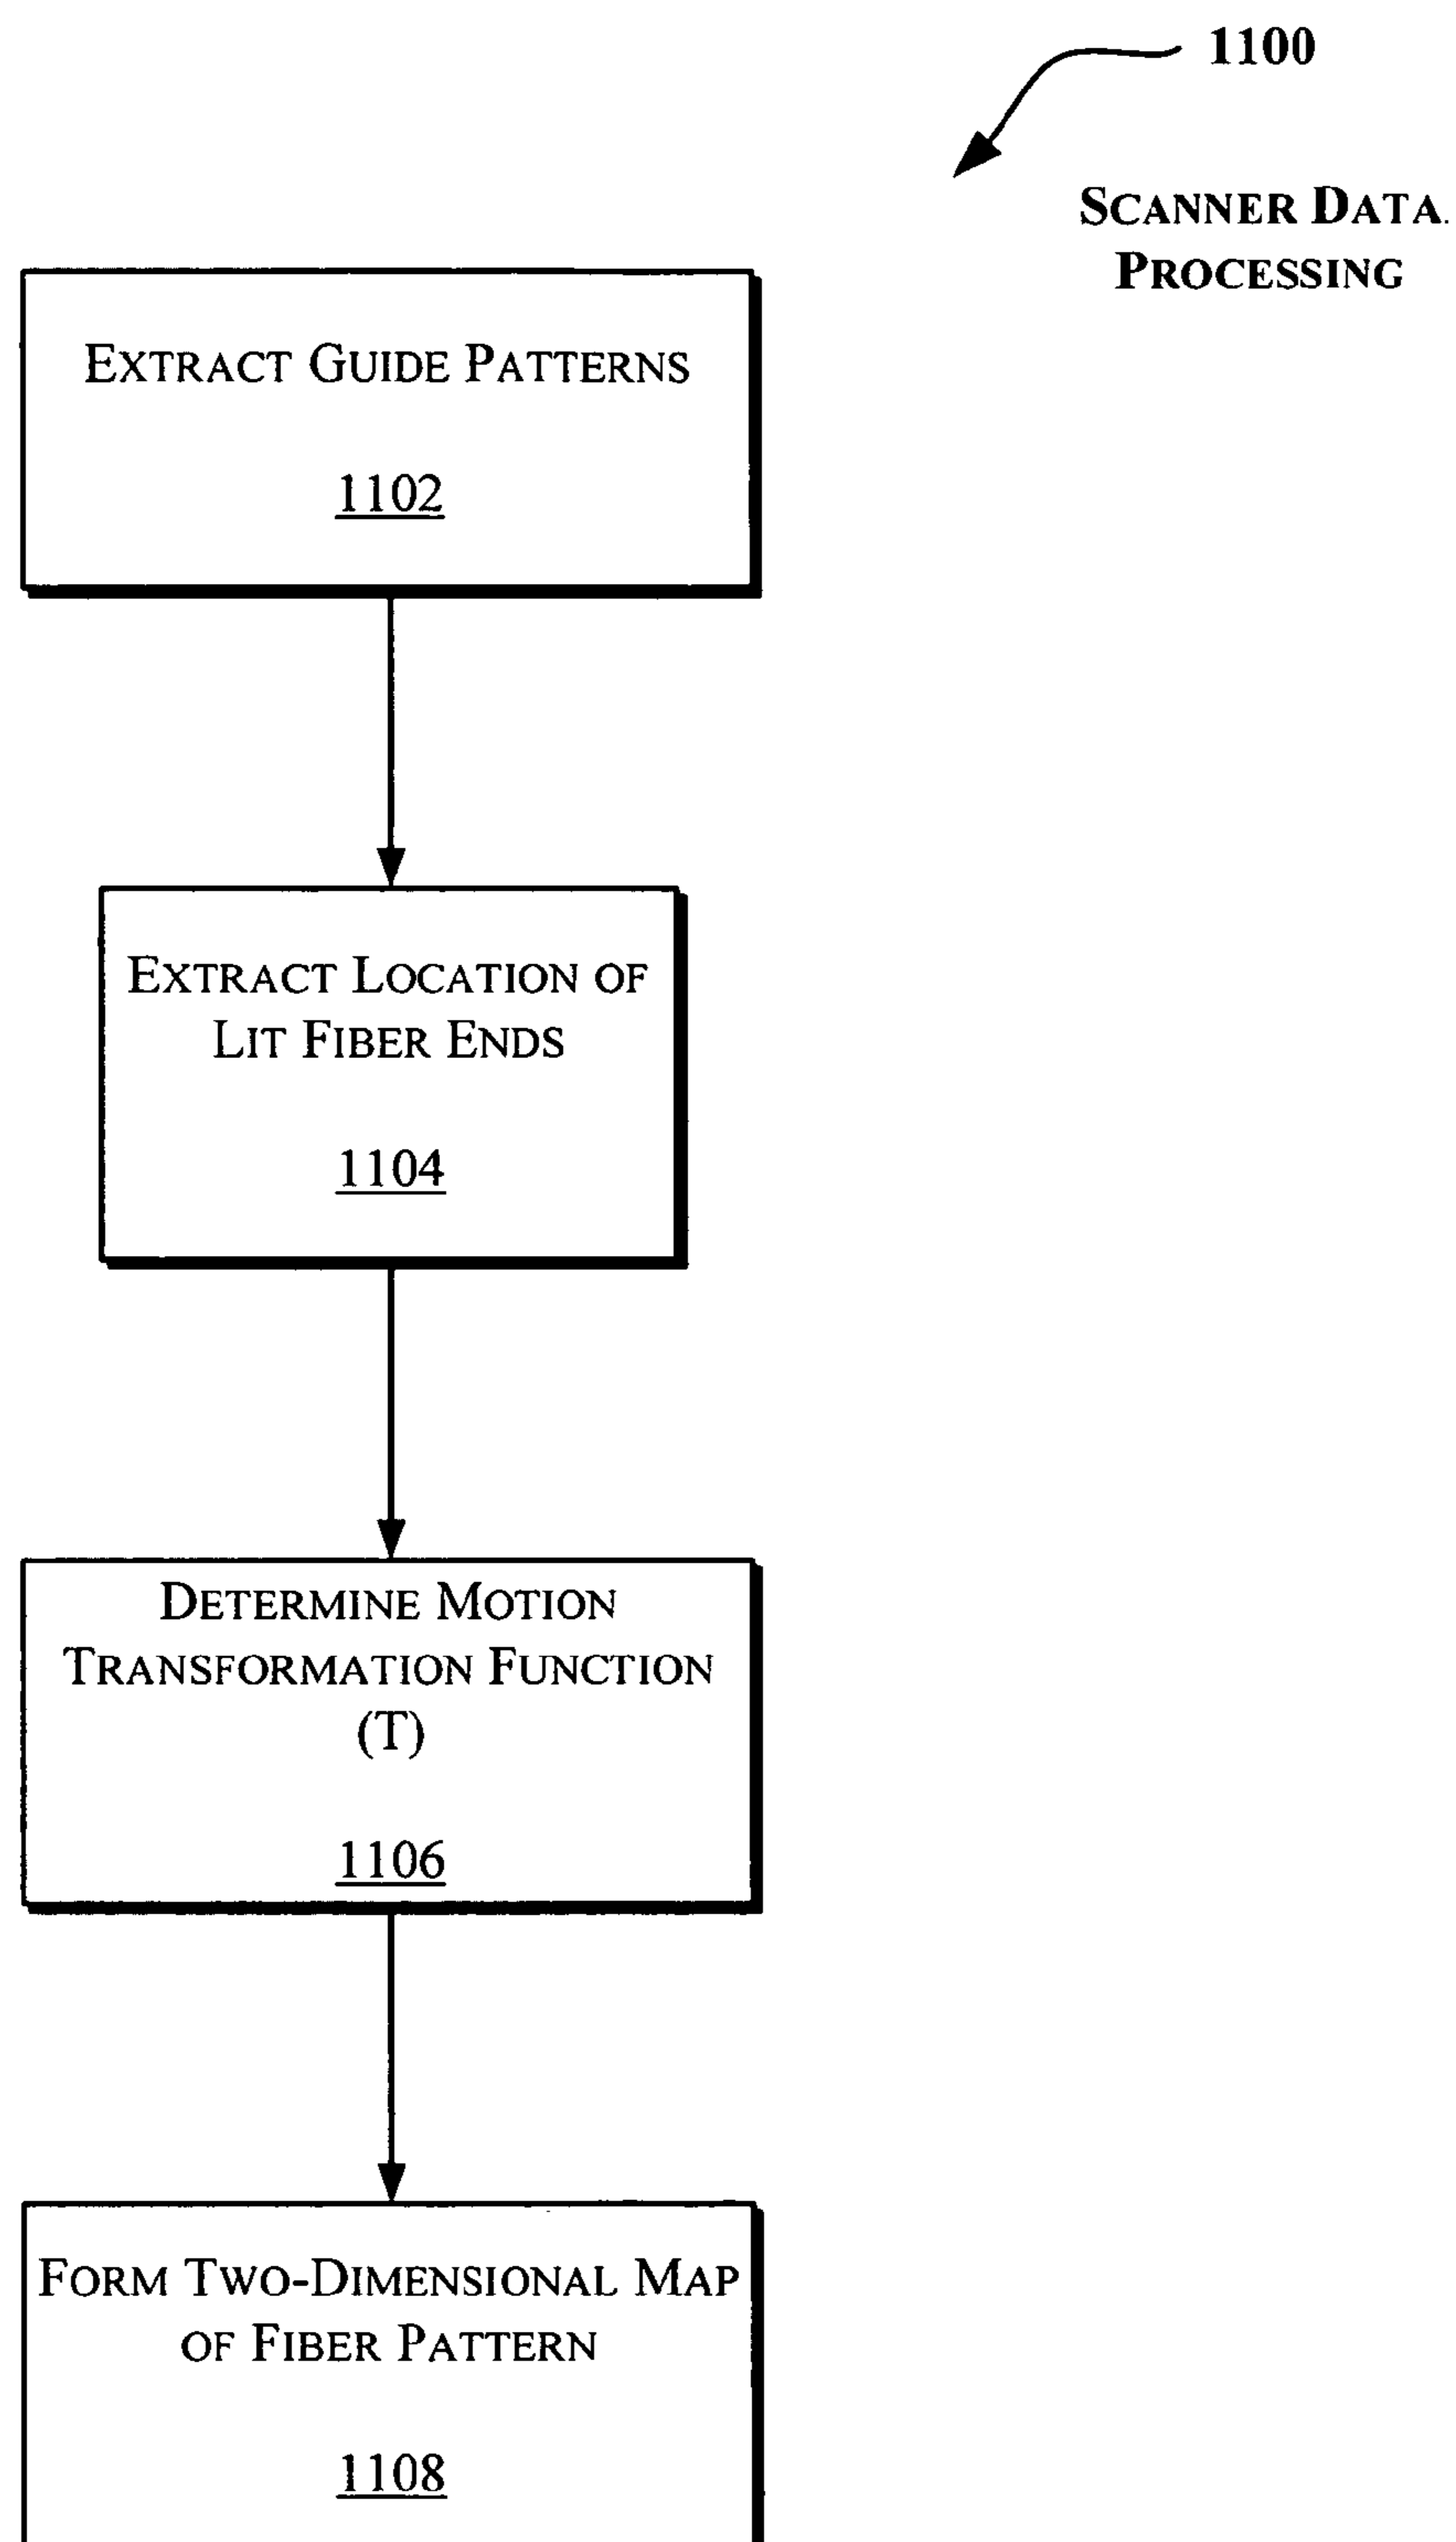 1100
SCANNER DATA
PROCESSING
EXTRACT GUIDE PATTERNS
1102
EXTRACT LOCATION OF
LIT FIBER ENDS
1104
DETERMINE MOTION
TRANSFORMATION FUNCTION
(T)
1106
FORM TWO-DIMENSIONAL MAP
OF FIBER PATTERN
1108